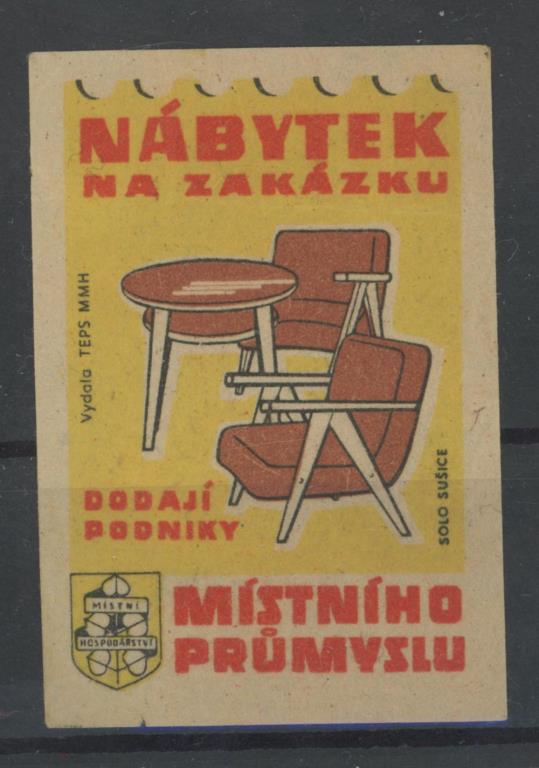 NÁBYTEK
NA ZAKÁZKU
Vydala TEPS MMH
DODAJÍ
PODNIKY
SOLO SUŠICE
MÍSTNÍ
HOSPODÁŘSTVÍ
MÍSTNÍHO
PRŮMYSLU